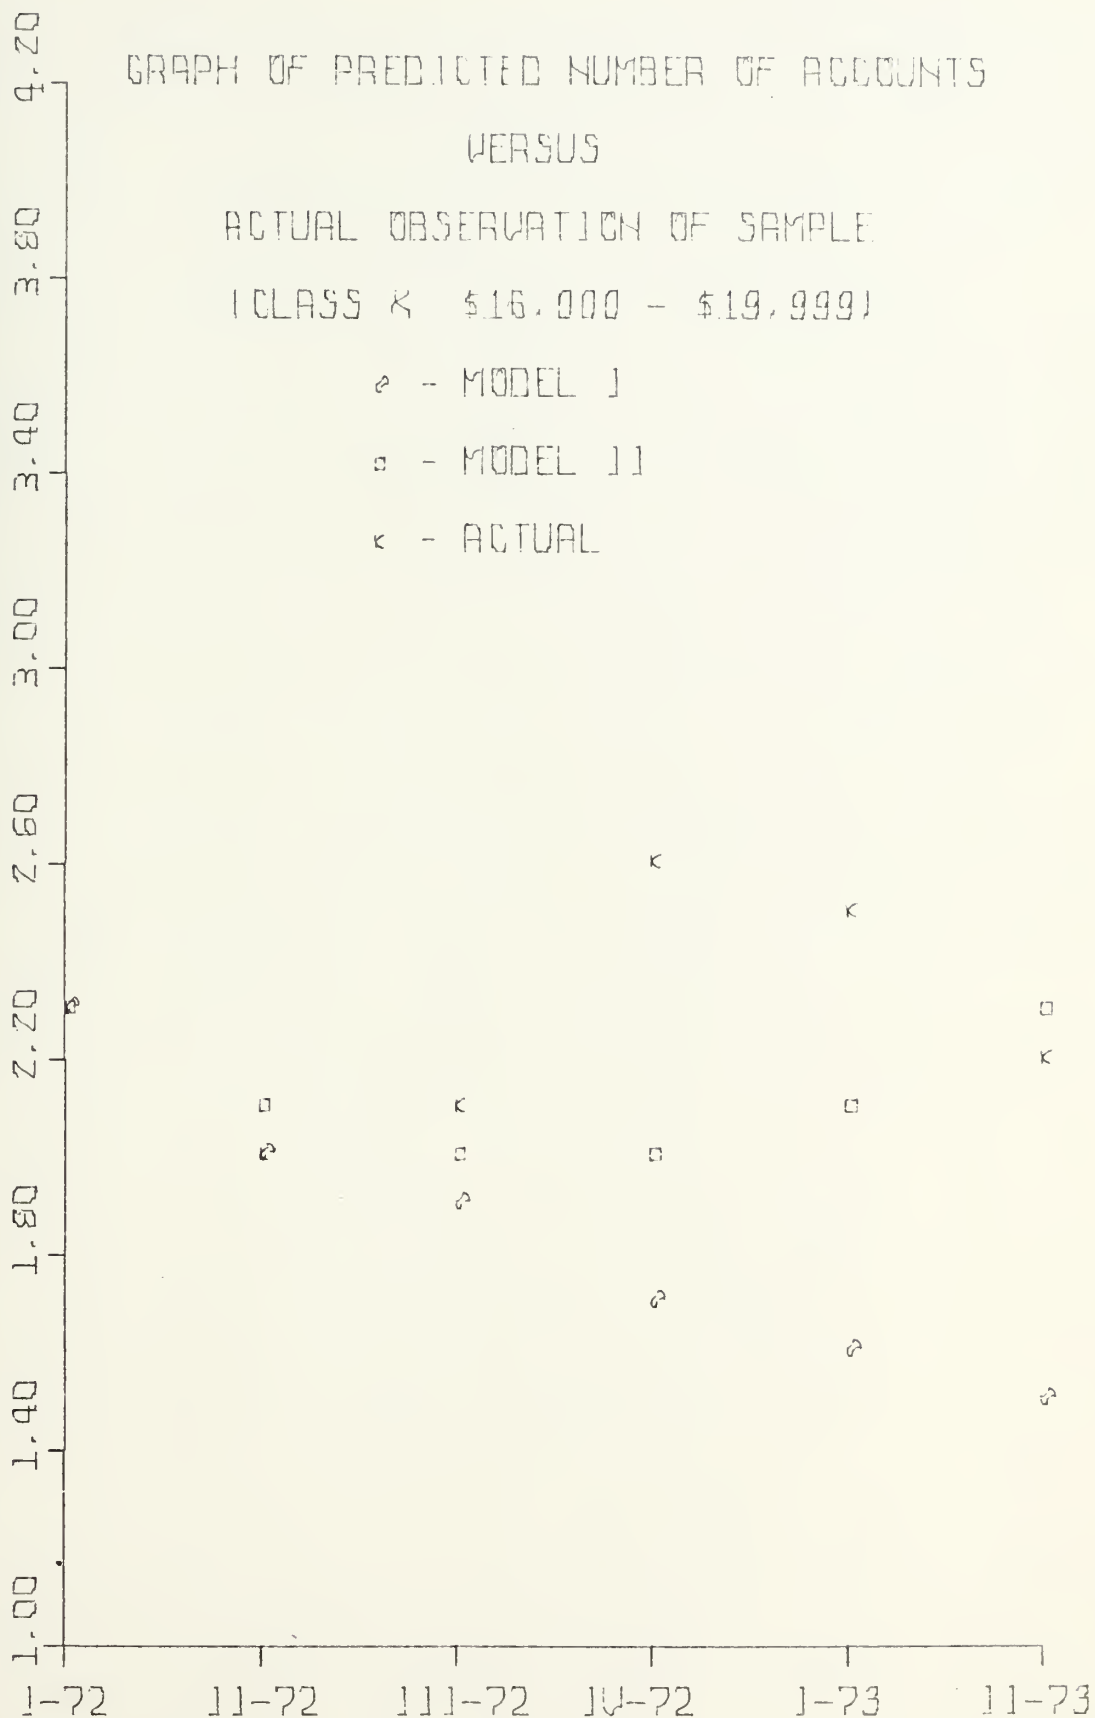 GRAPH OF PREDICTED NUMBER OF ACCOUNTS
VERSUS
ACTUAL OBSERVATION OF SAMPLE
(CLASS K $16,000 - $19,999)
- MODEL I
- MODEL II
K - ACTUAL
4.20
3.80
3.40
3.00
2.60
2.20
1.80
1.40
1.00
I-72 II-72 III-72 IV-72 I-73 II-73